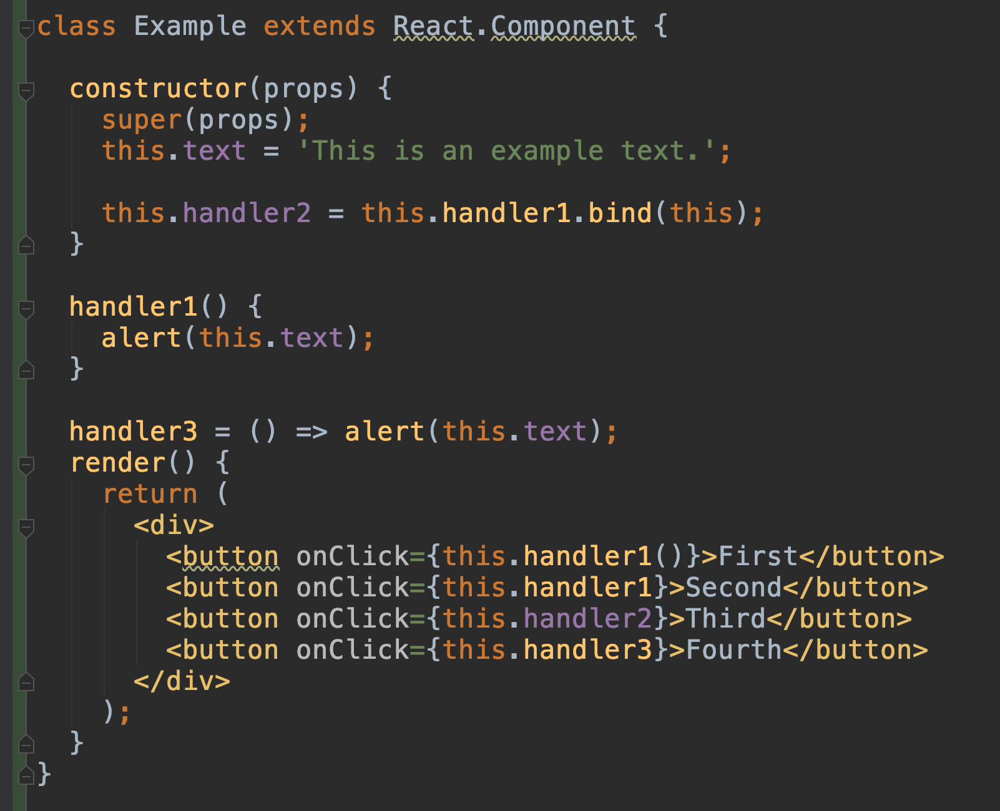 class Example extends React.Component {
constructor(props) {
super(props);
this.text = 'This is an example text.';
this.handler2 = this.handler1.bind(this);
}
handler1() {
alert(this.text);
}
handler3 = () => alert(this.text);
render() {
return (
<div>
<button onClick={this.handler1()}>First</button>
<button onClick={this.handler1}>Second</button>
<button onClick={this.handler2}>Third</button>
<button onClick={this.handler3}>Fourth</button>
</div>
);
}
}